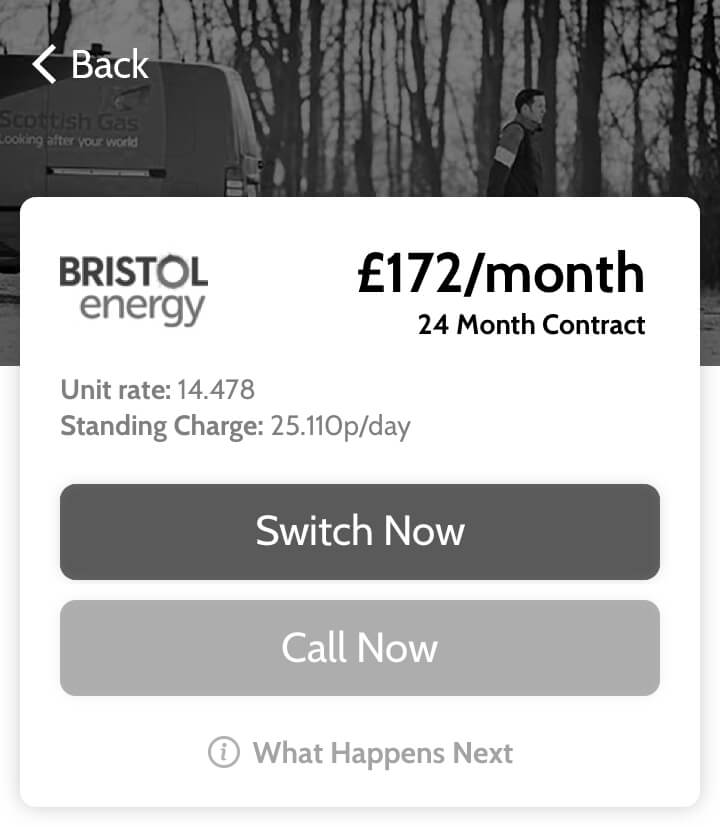 Back
Scottish Gas
Looking after your world
BRISTOL
energy
£172/month
24 Month Contract
Unit rate: 14.478
Standing Charge: 25.110p/day
Switch Now
Call Now
What Happens Next